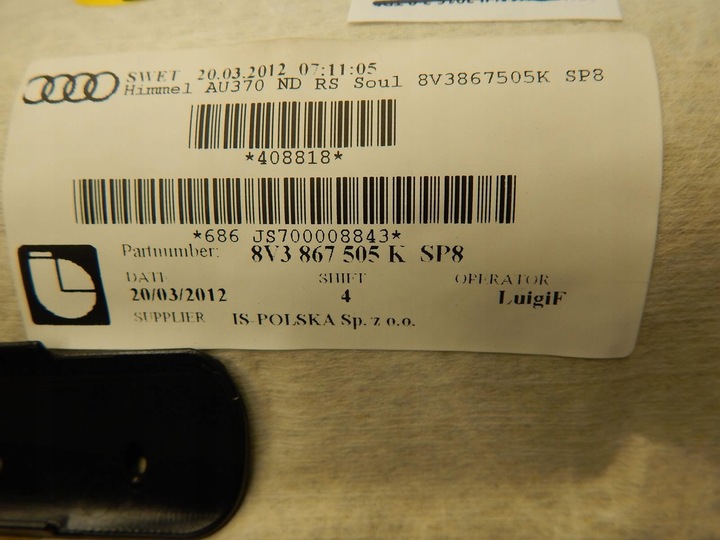 SWET 20.03.2012 07:11:05
Himmel AU370 ND RS Soul 8V3867505K SP8
*408818*
*686 JS700008843*
Partnumber: 8V3 867 505 K SP8
DATE SHIFT OPERATOR
20/03/2012 4 LuigiF
SUPPLIER IS-POLSKA Sp. z o.o.